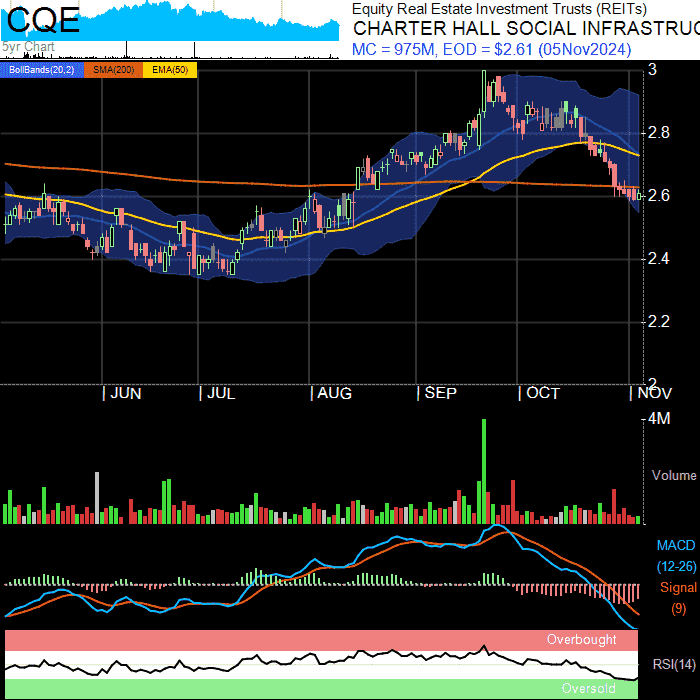 CQE
5yr Chart
Equity Real Estate Investment Trusts (REITs)
CHARTER HALL SOCIAL INFRASTRUC
MC = 975M, EOD = $2.61 (05Nov2024)
BollBands(20,2) SMA(200) EMA(50)
3
2.8
2.6
2.4
2.2
2
JUN JUL AUG SEP OCT NOV
4M
Volume
MACD
(12-26)
Signal
(9)
Overbought
RSI(14)
Oversold